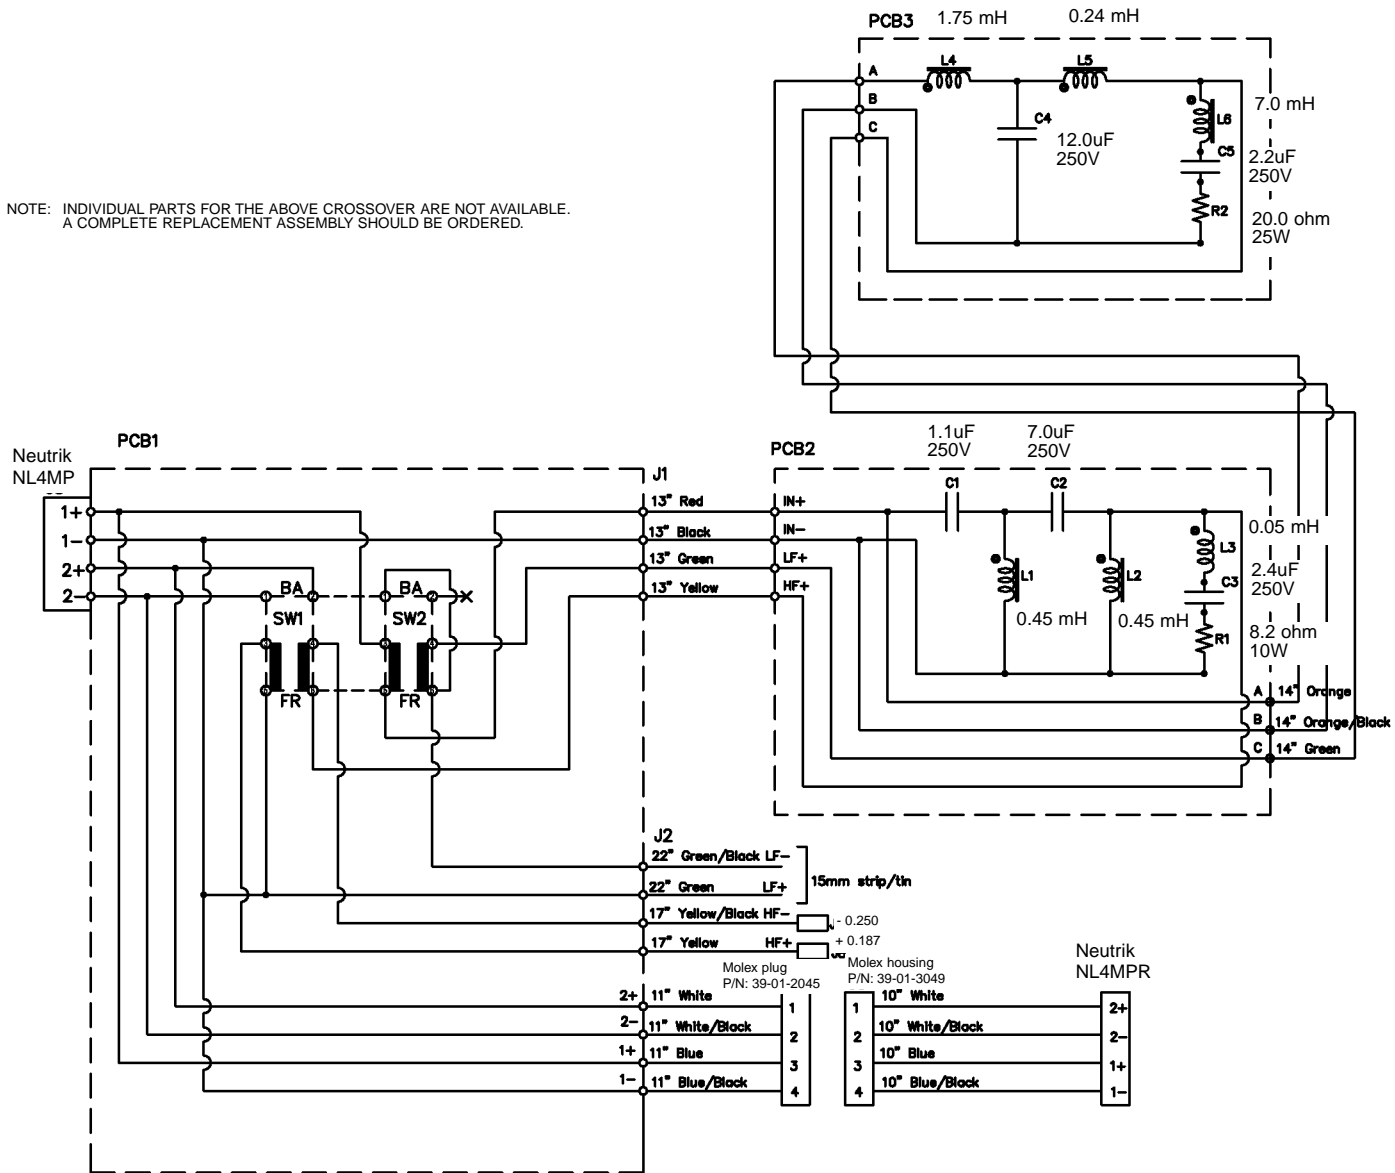 PCB3 1.75 mH 0.24 mH
L4 L5
A
B
C
C4
12.0uF
250V
7.0 mH
L6
C5
2.2uF
250V
R2
20.0 ohm
25W
NOTE: INDIVIDUAL PARTS FOR THE ABOVE CROSSOVER ARE NOT AVAILABLE.
A COMPLETE REPLACEMENT ASSEMBLY SHOULD BE ORDERED.
Neutrik
NL4MP
PCB1
1+
1-
2+
2-
1 BA 2
SW1
3 4
FR
BA 2
SW2
4
FR
J1
13" Red
13" Black
13" Green
13" Yellow
PCB2
1.1uF
250V
7.0uF
250V
C1 C2
IN+
IN-
LF+
HF+
L1
0.45 mH
L2
0.45 mH
0.05 mH
L3
2.4uF
250V
C3
R1
8.2 ohm
10W
A 14" Orange
B 14" Orange/Black
C 14" Green
J2
22" Green/Black LF-
22" Green LF+
15mm strip/tin
17" Yellow/Black HF-
- 0.250
17" Yellow HF+
+ 0.187
Molex plug
P/N: 39-01-2045
Molex housing
P/N: 39-01-3049
Neutrik
NL4MPR
2+ 11" White 1
2- 11" White/Black 2
1+ 11" Blue 3
1- 11" Blue/Black 4
1 10" White 2+
2 10" White/Black 2-
3 10" Blue 1+
4 10" Blue/Black 1-